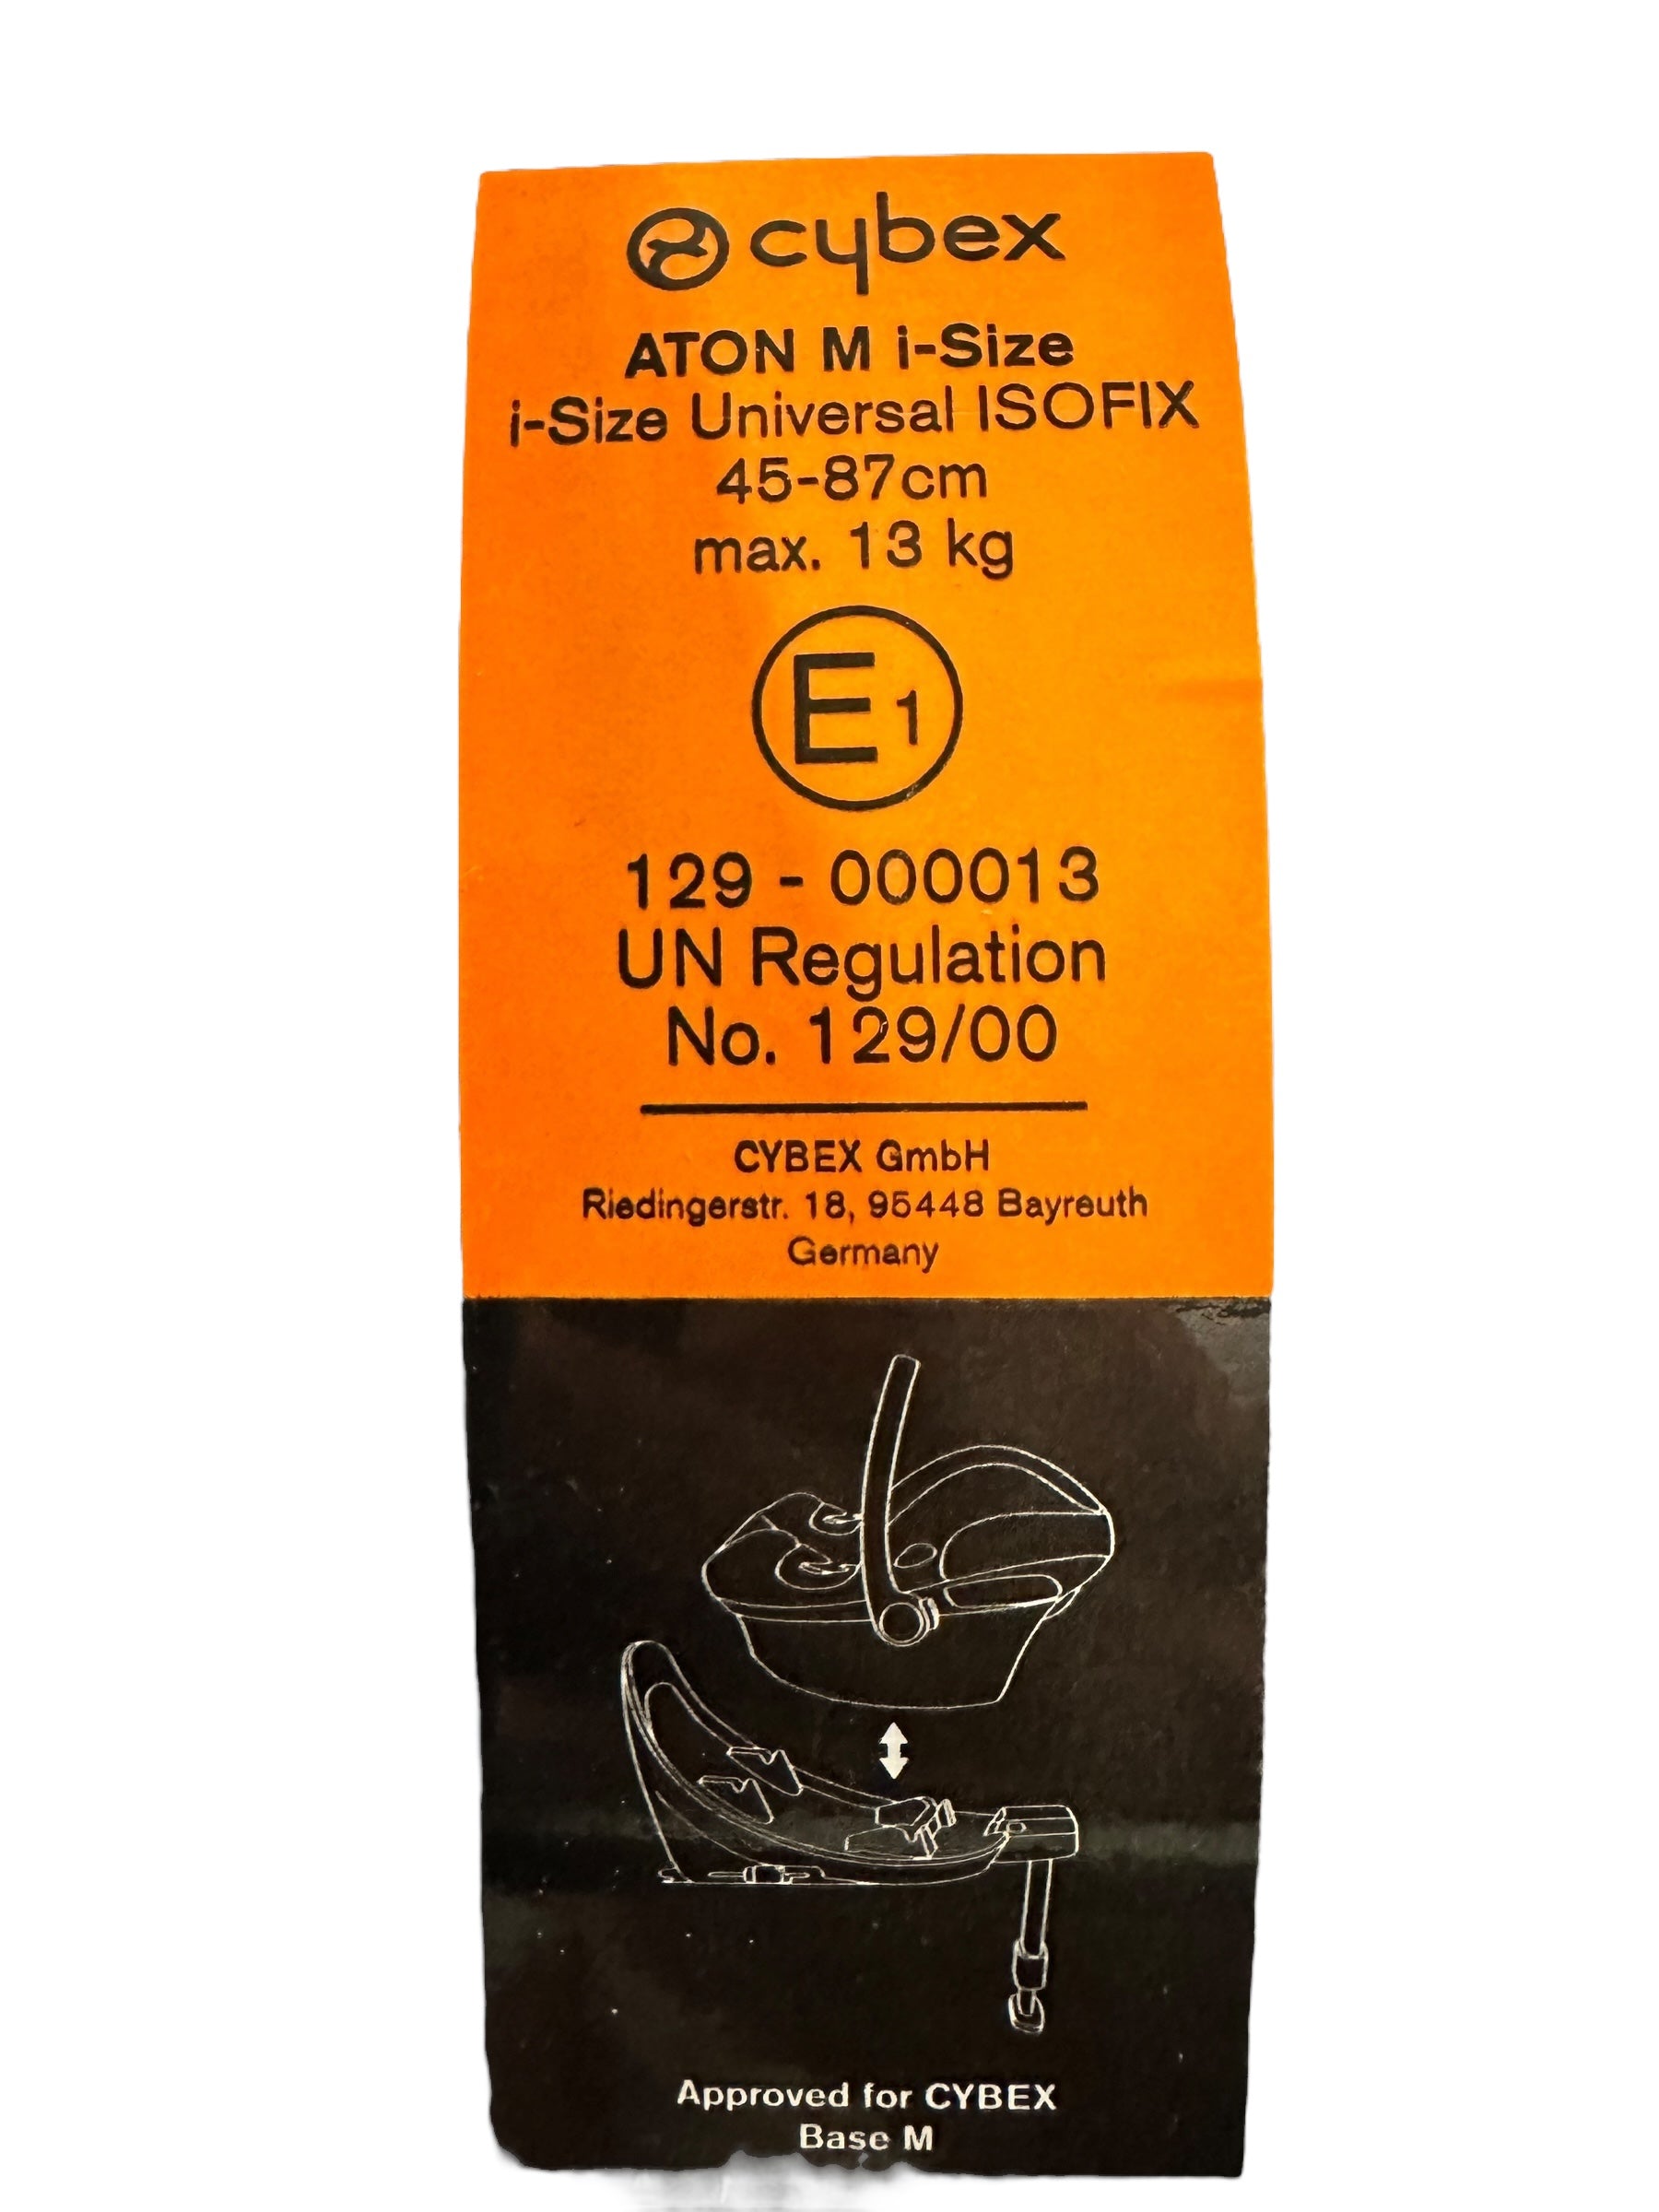 cybex
ATON M i-Size
i-Size Universal ISOFIX
45-87cm
max. 13 kg
E1
129 - 000013
UN Regulation
No. 129/00
CYBEX GmbH
Riedingerstr. 18, 95448 Bayreuth
Germany
Approved for CYBEX
Base M